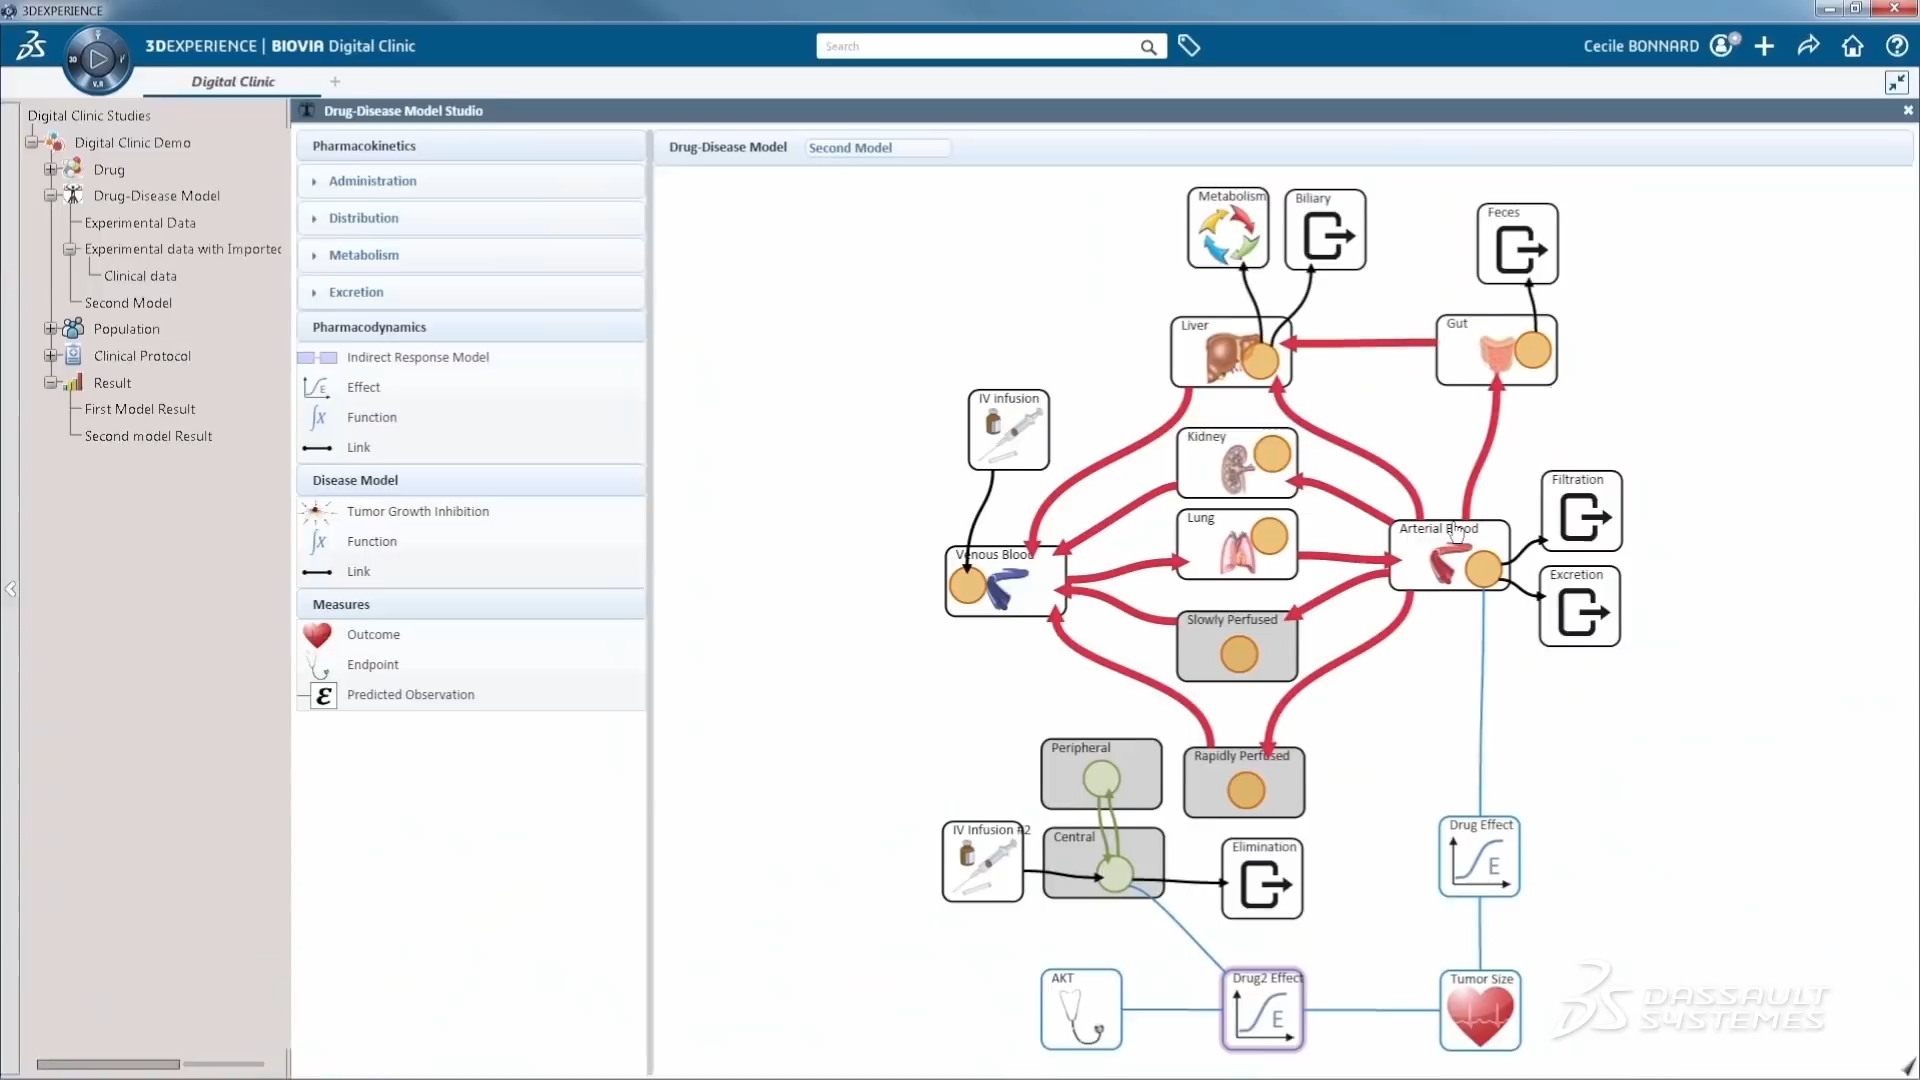 3DEXPERIENCE
3DEXPERIENCE | BIOVIA Digital Clinic
Search
Cecile BONNARD
3D
V.R
Digital Clinic
Digital Clinic Studies
Digital Clinic Demo
Drug
Drug-Disease Model
Experimental Data
Experimental data with Imported
Clinical data
Second Model
Population
Clinical Protocol
Result
First Model Result
Second model Result
Drug-Disease Model Studio
Pharmacokinetics
Administration
Distribution
Metabolism
Excretion
Pharmacodynamics
Indirect Response Model
Effect
Function
Link
Disease Model
Tumor Growth Inhibition
Function
Link
Measures
Outcome
Endpoint
Predicted Observation
Drug-Disease Model
Second Model
Metabolism
Biliary
Feces
Liver
Gut
IV infusion
Kidney
Filtration
Lung
Arterial Blood
Venous Blood
Excretion
Slowly Perfused
Peripheral
Rapidly Perfused
IV Infusion #2
Central
Elimination
Drug Effect
E
AKT
Drug2 Effect
E
Tumor Size
DASSAULT
SYSTEMES